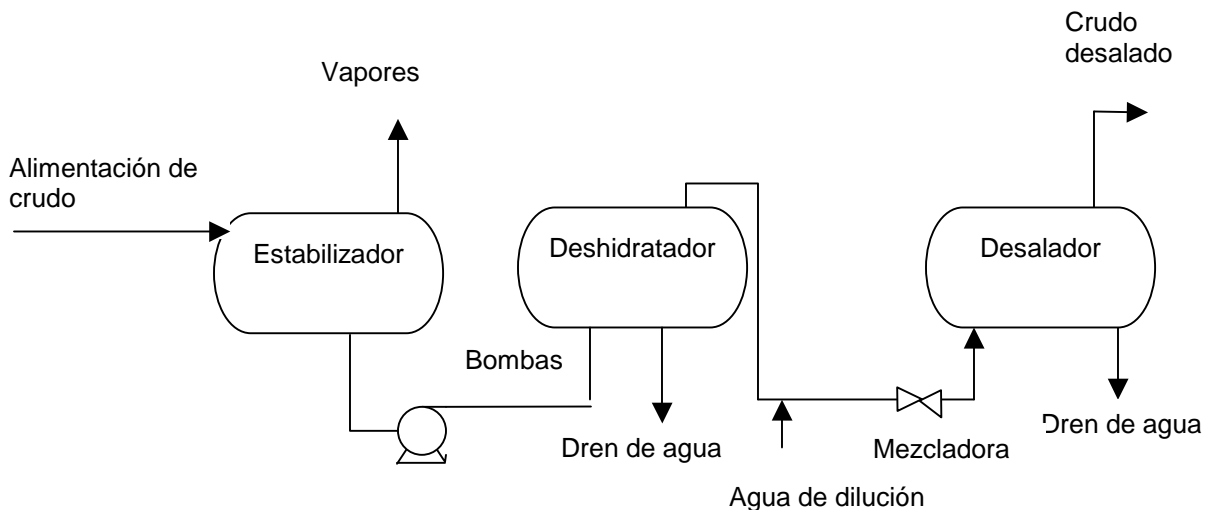 Crudo
desalado
Vapores
Alimentación de
crudo
Estabilizador
Deshidratador
Desalador
Bombas
Dren de agua
Mezcladora
Dren de agua
Agua de dilución